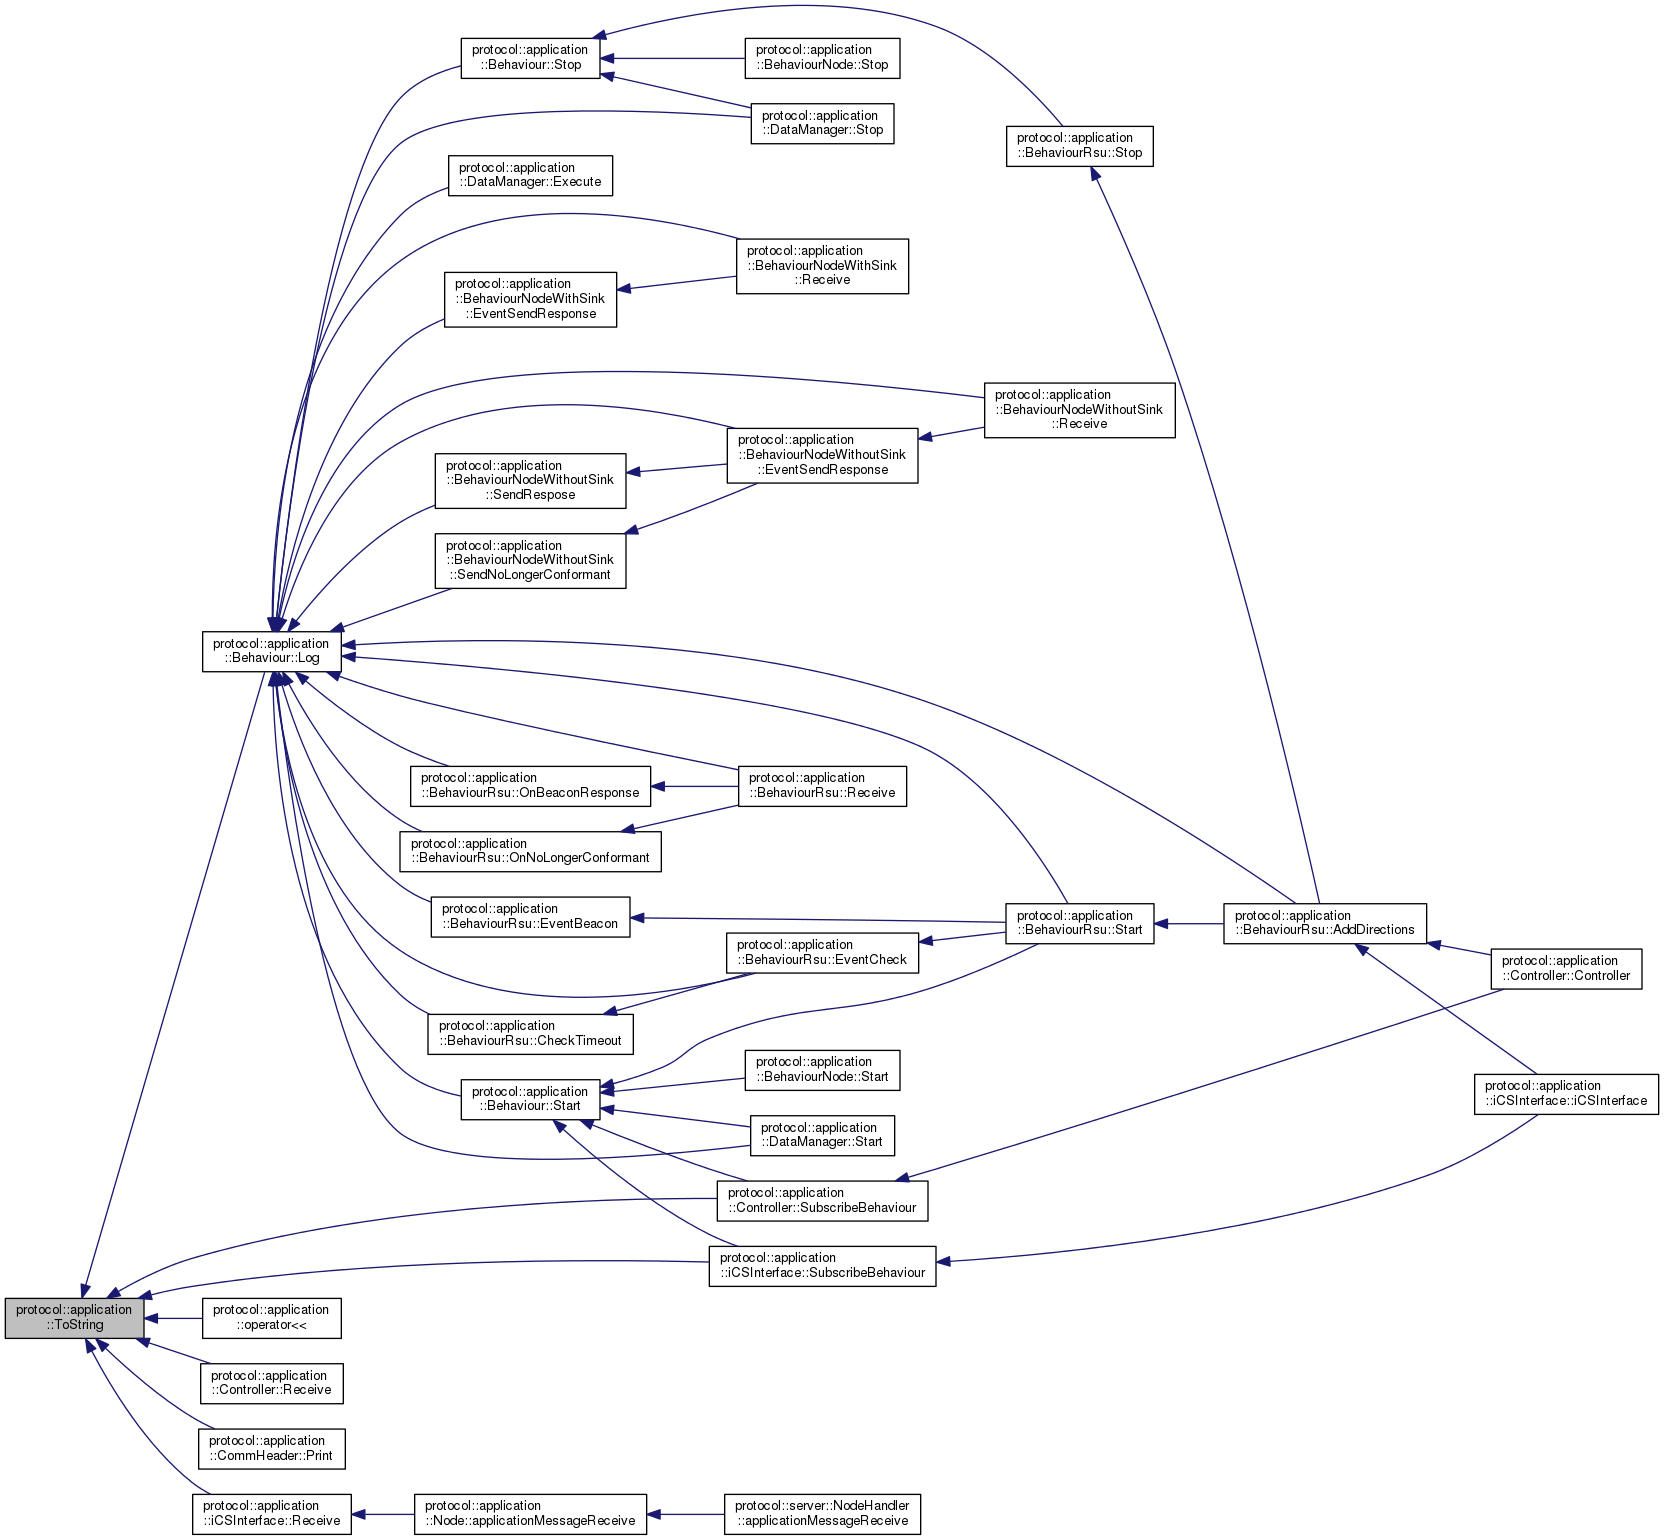 protocol::application
::Behaviour::Stop
protocol::application
::BehaviourNode::Stop
protocol::application
::DataManager::Stop
protocol::application
::BehaviourRsu::Stop
protocol::application
::DataManager::Execute
protocol::application
::BehaviourNodeWithSink
::Receive
protocol::application
::BehaviourNodeWithSink
::EventSendResponse
protocol::application
::BehaviourNodeWithoutSink
::Receive
protocol::application
::BehaviourNodeWithoutSink
::EventSendResponse
protocol::application
::BehaviourNodeWithoutSink
::SendRespose
protocol::application
::BehaviourNodeWithoutSink
::SendNoLongerConformant
protocol::application
::Behaviour::Log
protocol::application
::BehaviourRsu::OnBeaconResponse
protocol::application
::BehaviourRsu::Receive
protocol::application
::BehaviourRsu::OnNoLongerConformant
protocol::application
::BehaviourRsu::EventBeacon
protocol::application
::BehaviourRsu::Start
protocol::application
::BehaviourRsu::AddDirections
protocol::application
::BehaviourRsu::EventCheck
protocol::application
::Controller::Controller
protocol::application
::BehaviourRsu::CheckTimeout
protocol::application
::BehaviourNode::Start
protocol::application
::iCSInterface::iCSInterface
protocol::application
::Behaviour::Start
protocol::application
::DataManager::Start
protocol::application
::Controller::SubscribeBehaviour
protocol::application
::iCSInterface::SubscribeBehaviour
protocol::application
::ToString
protocol::application
::operator<<
protocol::application
::Controller::Receive
protocol::application
::CommHeader::Print
protocol::application
::iCSInterface::Receive
protocol::application
::Node::applicationMessageReceive
protocol::server::NodeHandler
::applicationMessageReceive